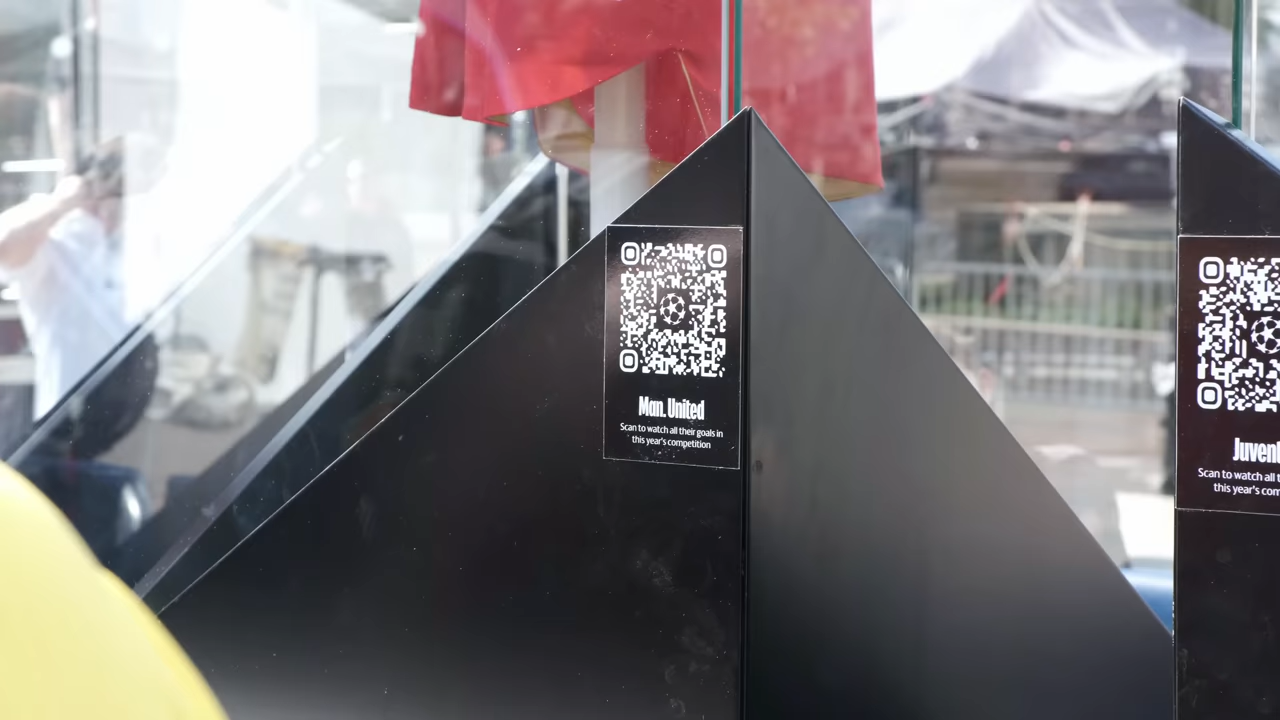 Man. United
Scan to watch all their goals in
this year's competition
Juven
Scan to watch all
this year's com